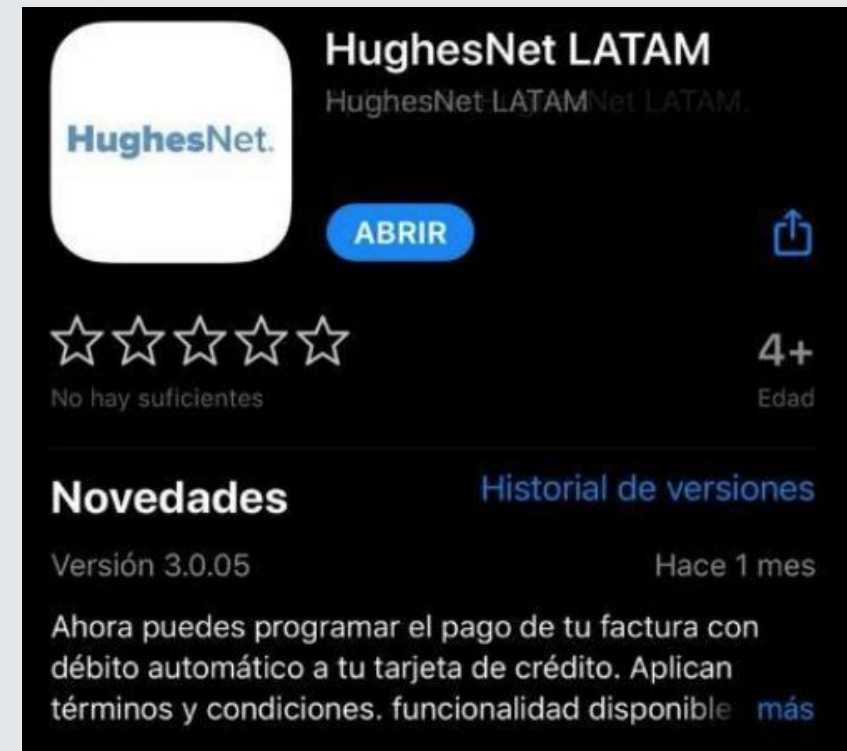 HughesNet LATAM
HughesNet LATAM
HughesNet.
ABRIR
4+
No hay suficientes
Edad
Novedades
Historial de versiones
Versión 3.0.05
Hace 1 mes
Ahora puedes programar el pago de tu factura con
débito automático a tu tarjeta de crédito. Aplican
términos y condiciones. funcionalidad disponible más